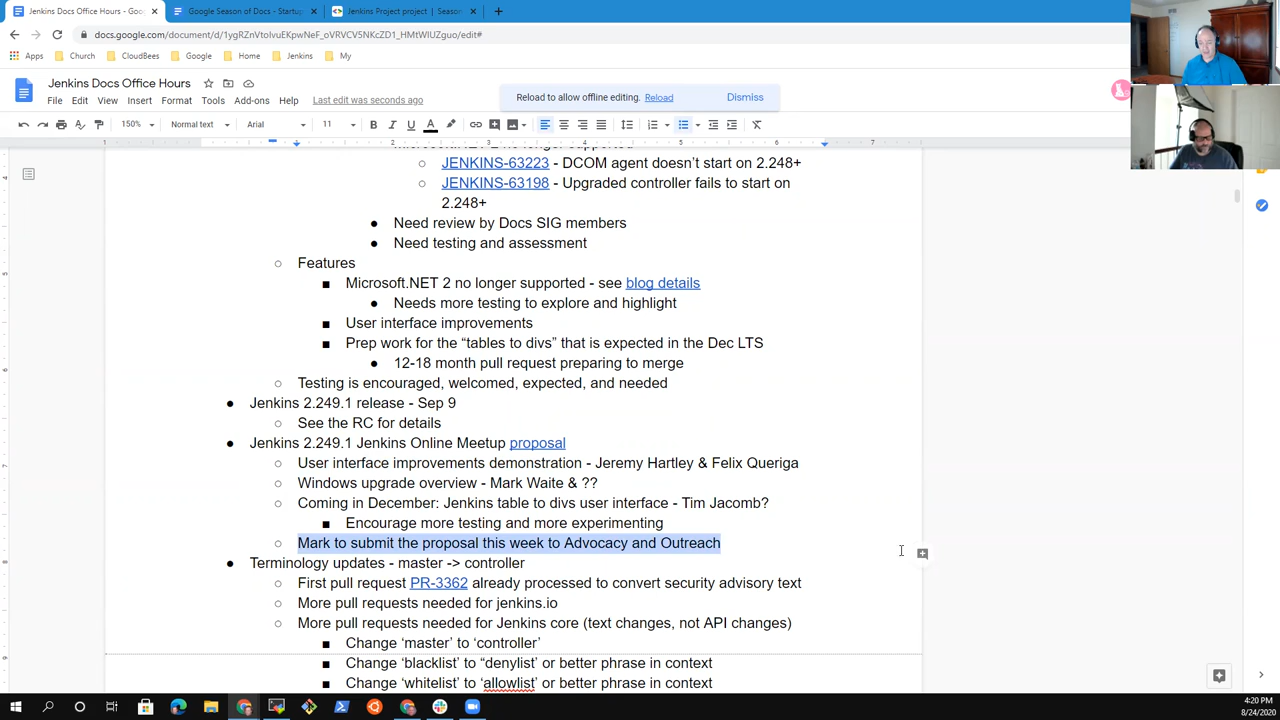 Jenkins Docs Office Hours - Goo
Google Season of Docs - Startup
Jenkins Project project | Season
docs.google.com/document/d/1ygRZnVtoIvuEKpwNeF_oVRVCV5NKcZD1_HMtWIUZguo/edit#
Apps
Church
CloudBees
Google
Home
Jenkins
My
Jenkins Docs Office Hours
File Edit View Insert Format Tools Add-ons Help Last edit was seconds ago
Reload to allow offline editing. Reload Dismiss
150% Normal text Arial 11
1 2 3 4 5 6 7
JENKINS-63223 - DCOM agent doesn't start on 2.248+
JENKINS-63198 - Upgraded controller fails to start on
2.248+
Need review by Docs SIG members
Need testing and assessment
Features
Microsoft.NET 2 no longer supported - see blog details
Needs more testing to explore and highlight
User interface improvements
Prep work for the “tables to divs” that is expected in the Dec LTS
12-18 month pull request preparing to merge
Testing is encouraged, welcomed, expected, and needed
Jenkins 2.249.1 release - Sep 9
See the RC for details
Jenkins 2.249.1 Jenkins Online Meetup proposal
User interface improvements demonstration - Jeremy Hartley & Felix Queriga
Windows upgrade overview - Mark Waite & ??
Coming in December: Jenkins table to divs user interface - Tim Jacomb?
Encourage more testing and more experimenting
Mark to submit the proposal this week to Advocacy and Outreach
Terminology updates - master -> controller
First pull request PR-3362 already processed to convert security advisory text
More pull requests needed for jenkins.io
More pull requests needed for Jenkins core (text changes, not API changes)
Change ‘master’ to ‘controller’
Change ‘blacklist’ to “denylist’ or better phrase in context
Change ‘whitelist’ to ‘allowlist’ or better phrase in context
4:20 PM
8/24/2020